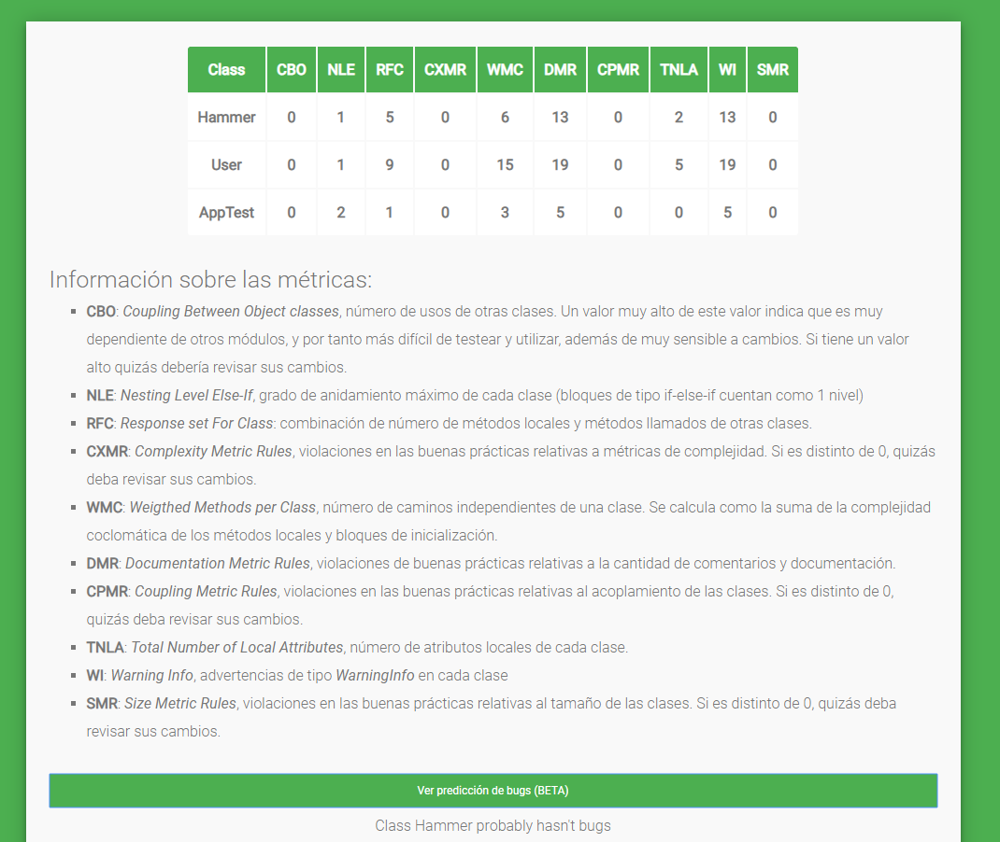 Class CBO NLE RFC CXMR WMC DMR CPMR TNLA WI SMR
Hammer 0 1 5 0 6 13 0 2 13 0
User 0 1 9 0 15 19 0 5 19 0
AppTest 0 2 1 0 3 5 0 0 5 0
Información sobre las métricas:
CBO: Coupling Between Object classes, número de usos de otras clases. Un valor muy alto de este valor indica que es muy
dependiente de otros módulos, y por tanto más difícil de testear y utilizar, además de muy sensible a cambios. Si tiene un valor
alto quizás debería revisar sus cambios.
NLE: Nesting Level Else-If, grado de anidamiento máximo de cada clase (bloques de tipo if-else-if cuentan como 1 nivel)
RFC: Response set For Class: combinación de número de métodos locales y métodos llamados de otras clases.
CXMR: Complexity Metric Rules, violaciones en las buenas prácticas relativas a métricas de complejidad. Si es distinto de 0, quizás
deba revisar sus cambios.
WMC: Weigthed Methods per Class, número de caminos independientes de una clase. Se calcula como la suma de la complejidad
coclomática de los métodos locales y bloques de inicialización.
DMR: Documentation Metric Rules, violaciones de buenas prácticas relativas a la cantidad de comentarios y documentación.
CPMR: Coupling Metric Rules, violaciones en las buenas prácticas relativas al acoplamiento de las clases. Si es distinto de 0,
quizás deba revisar sus cambios.
TNLA: Total Number of Local Attributes, número de atributos locales de cada clase.
WI: Warning Info, advertencias de tipo WarningInfo en cada clase
SMR: Size Metric Rules, violaciones en las buenas prácticas relativas al tamaño de las clases. Si es distinto de 0, quizás deba
revisar sus cambios.
Ver predicción de bugs (BETA)
Class Hammer probably hasn't bugs